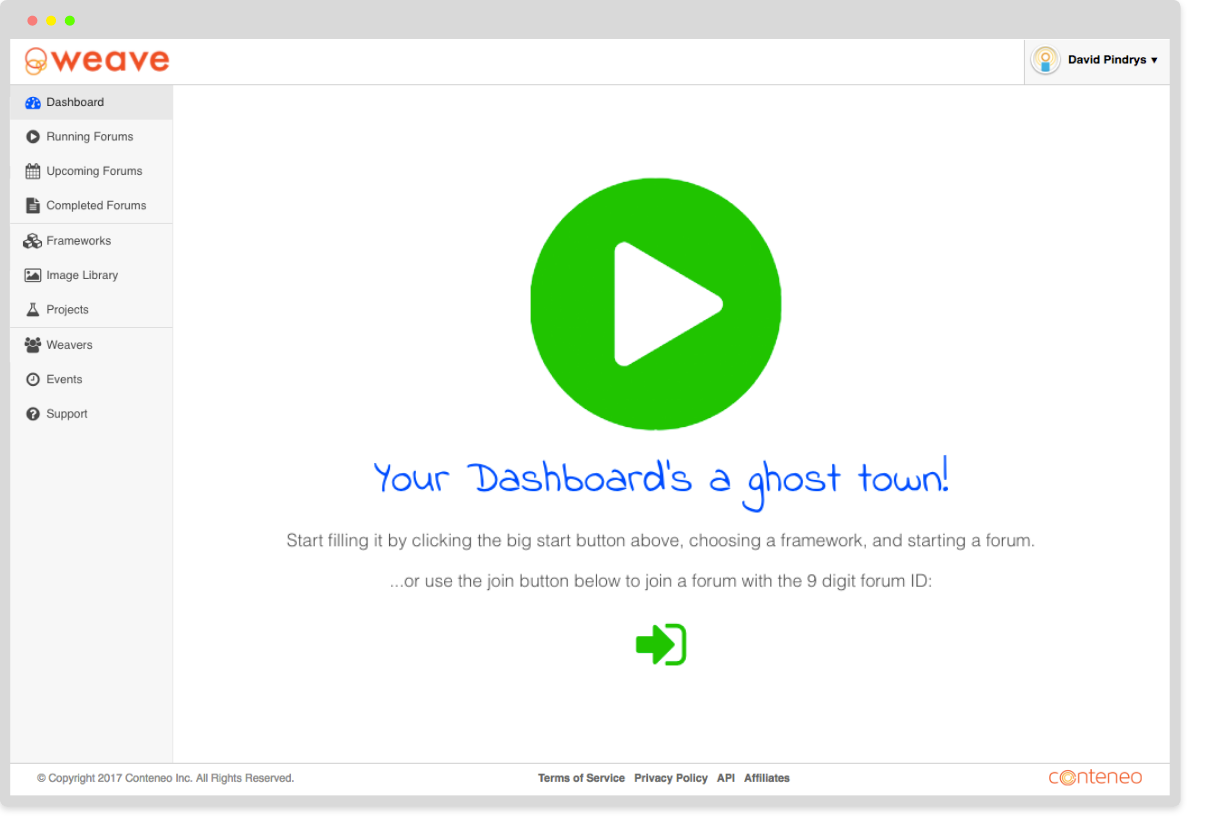 weave
David Pindrys ▾
Dashboard
Running Forums
Upcoming Forums
Completed Forums
Frameworks
Image Library
Projects
Weavers
Events
Support
Your Dashboard's a ghost town!
Start filling it by clicking the big start button above, choosing a framework, and starting a forum.
...or use the join button below to join a forum with the 9 digit forum ID:
© Copyright 2017 Conteneo Inc. All Rights Reserved.
Terms of Service Privacy Policy API Affiliates
conteneo